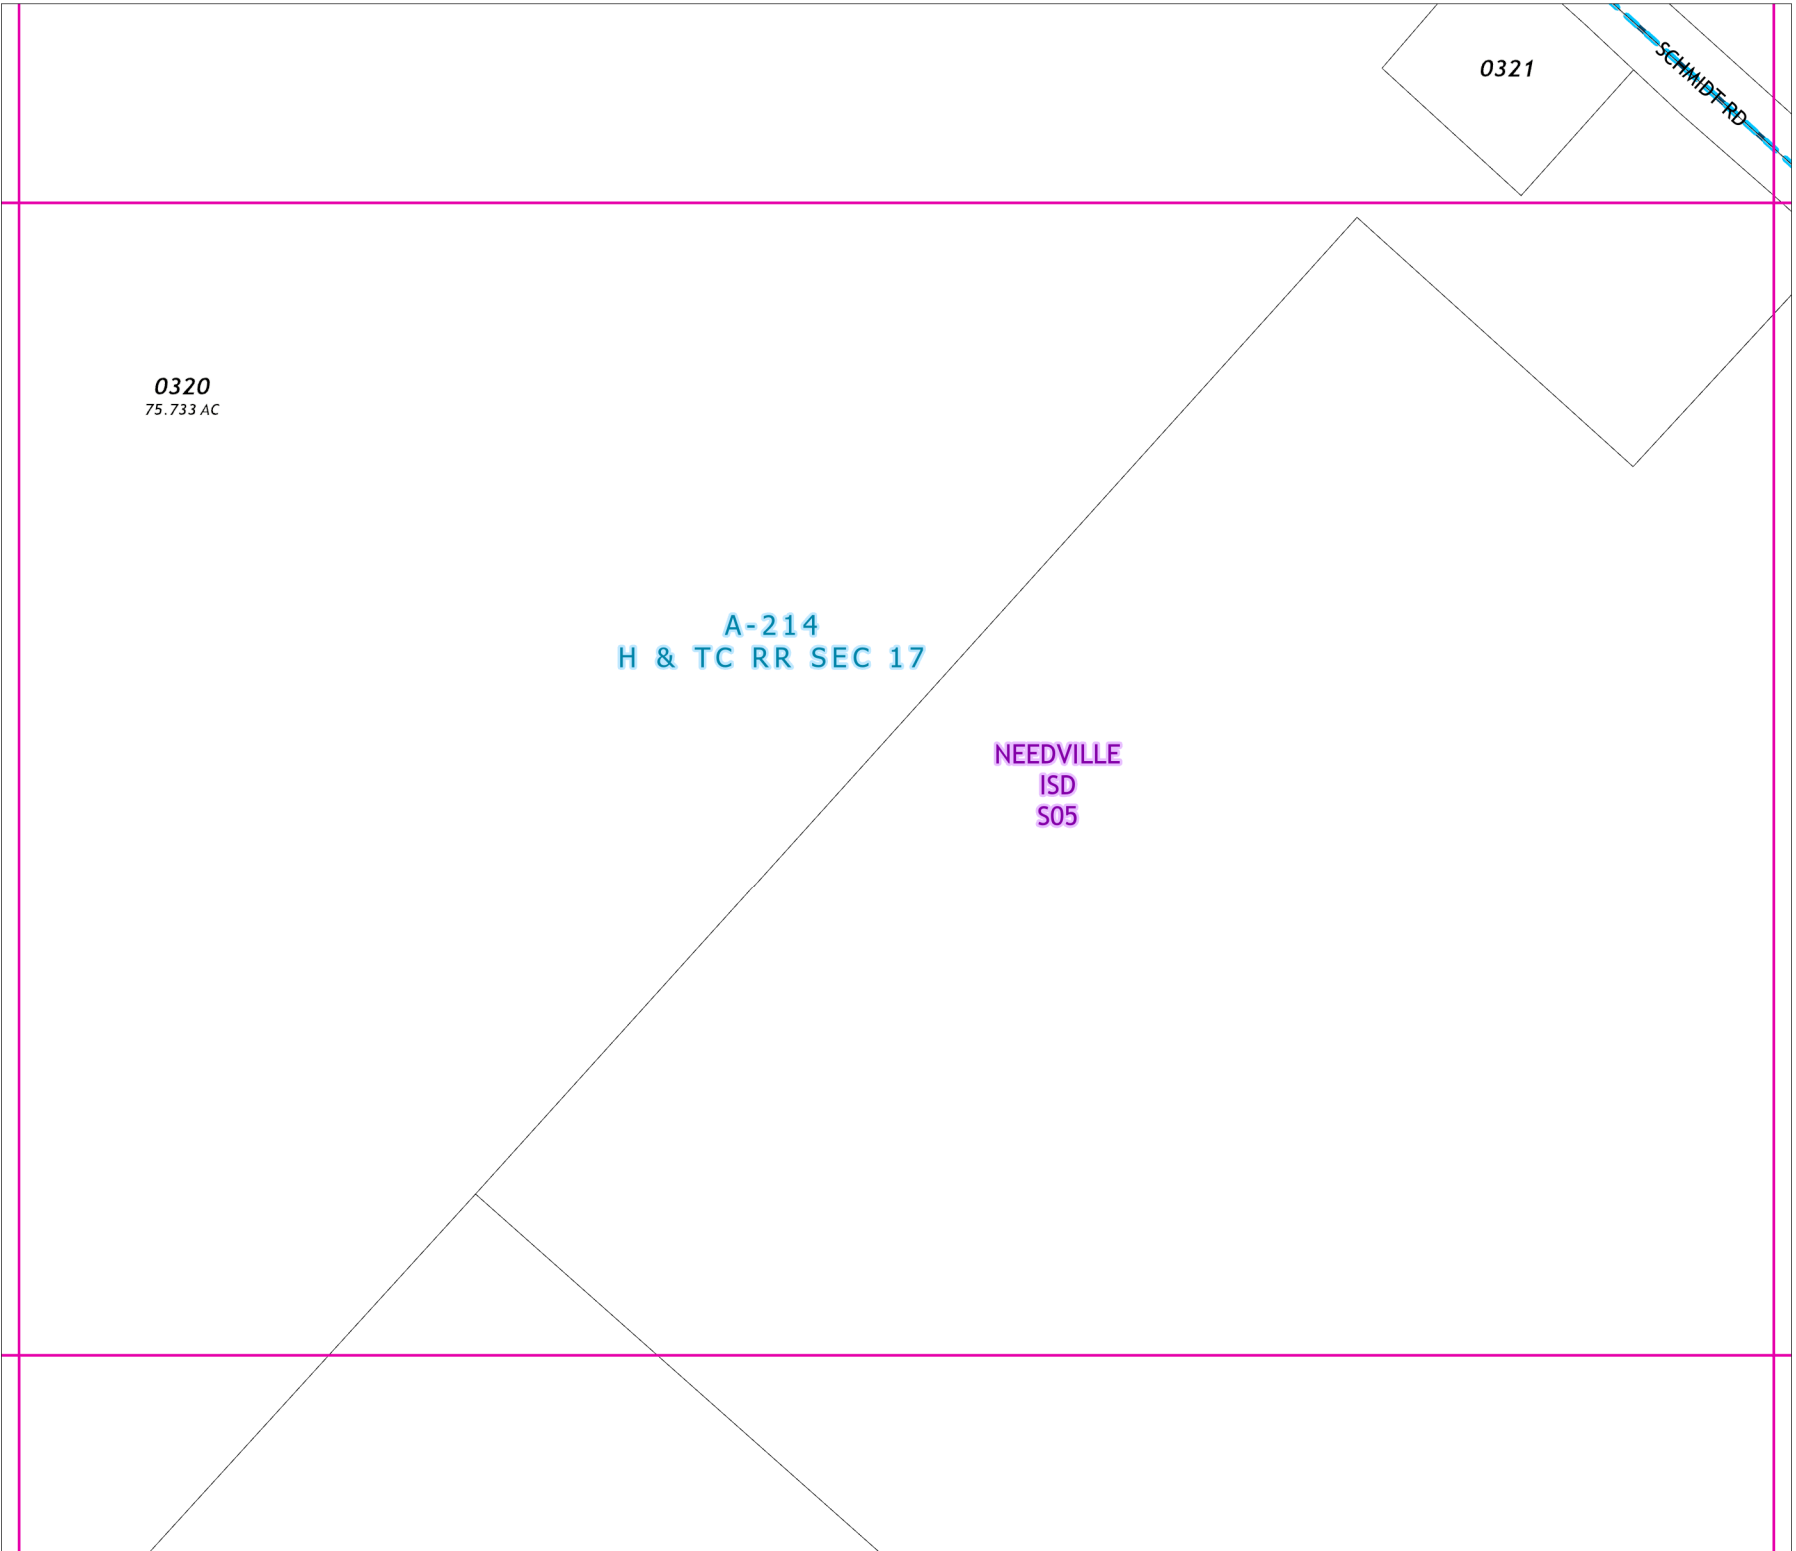 0321
SCHMIDT RD
0320
75.733 AC
A-214
H & TC RR SEC 17
NEEDVILLE
ISD
S05